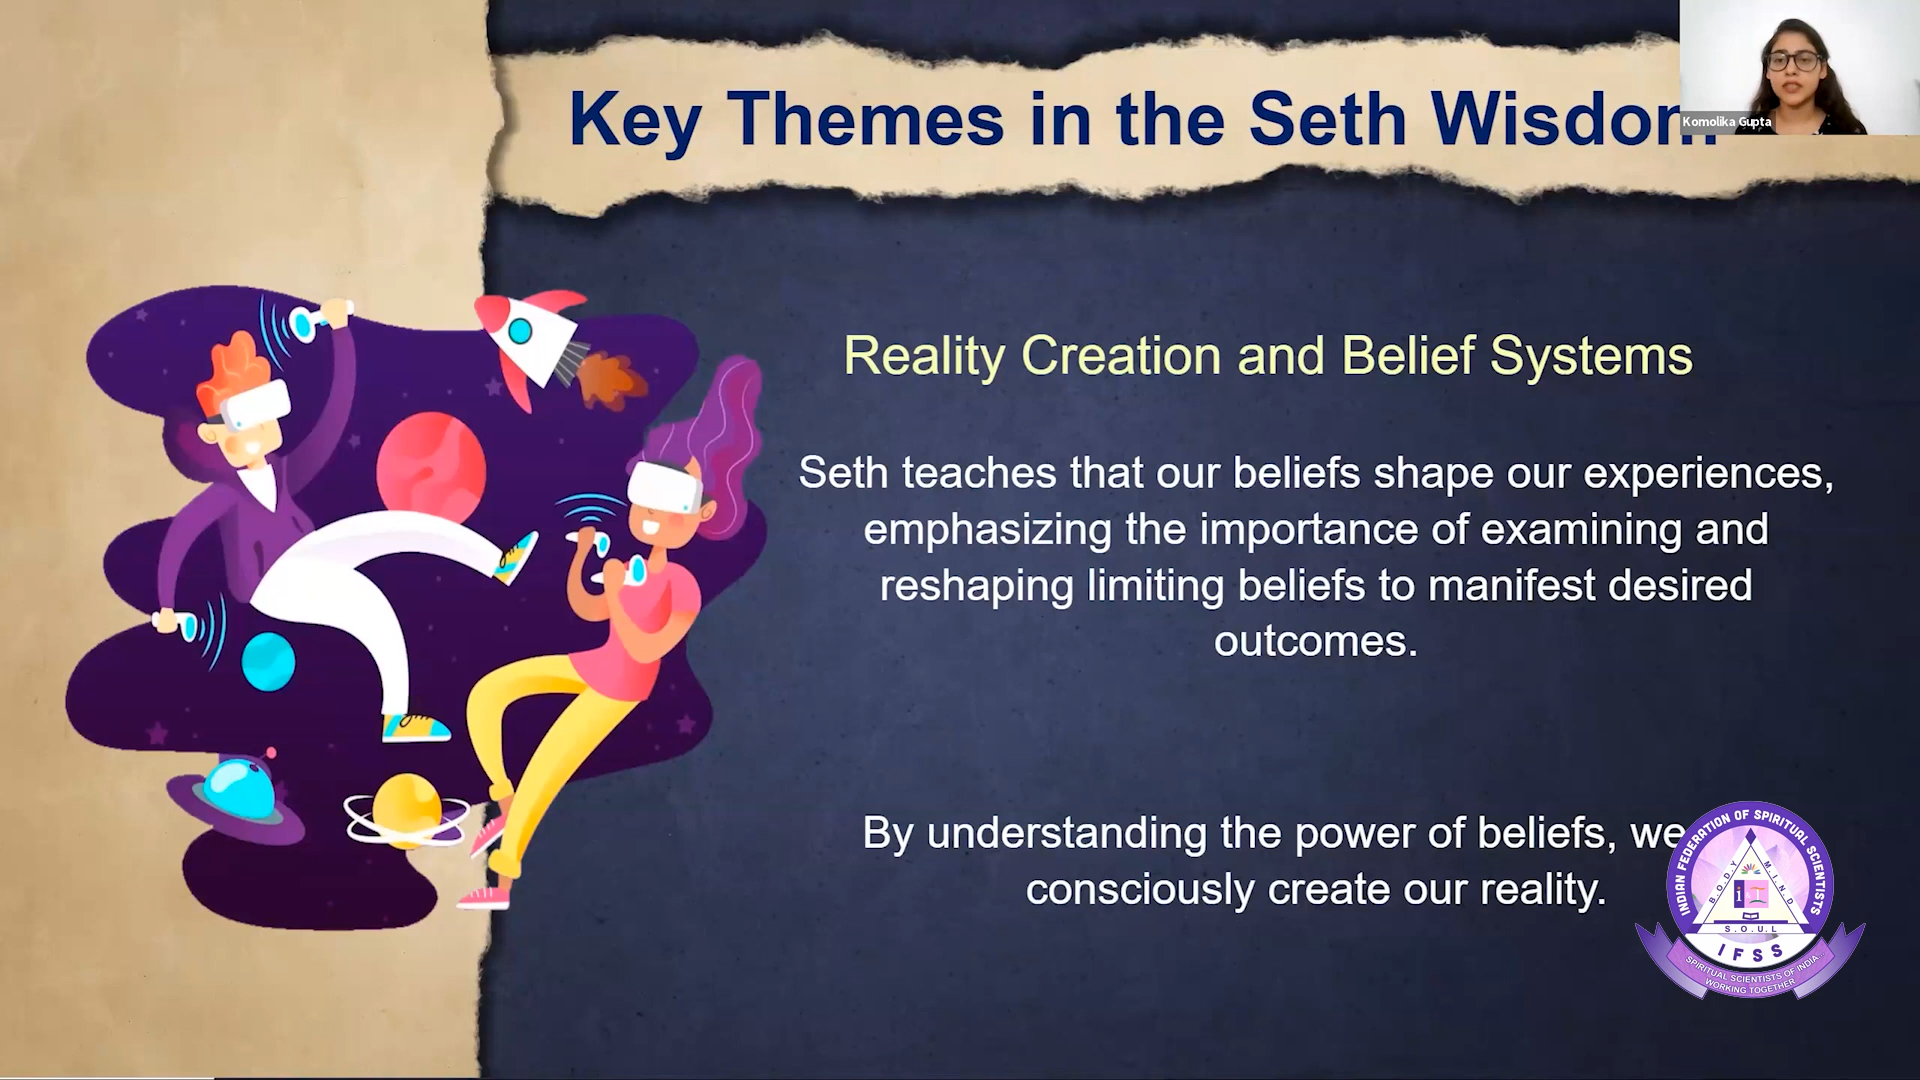 Key Themes in the Seth Wisdom
Komolika Gupta
Reality Creation and Belief Systems
Seth teaches that our beliefs shape our experiences,
emphasizing the importance of examining and
reshaping limiting beliefs to manifest desired
outcomes.
By understanding the power of beliefs, we
consciously create our reality.
INDIAN FEDERATION OF SPIRITUAL SCIENTISTS
B.O.D.Y
M.I.N.D
S.O.U.L
IFSS
SPIRITUAL SCIENTISTS OF INDIA
WORKING TOGETHER